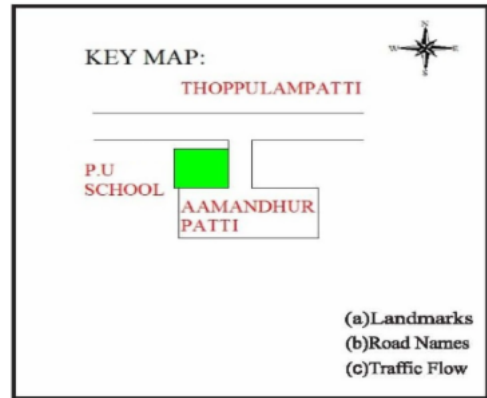 N
W E
S
KEY MAP:
THOPPULAMPATTI
P.U
SCHOOL
AAMANDHUR
PATTI
(a)Landmarks
(b)Road Names
(c)Traffic Flow